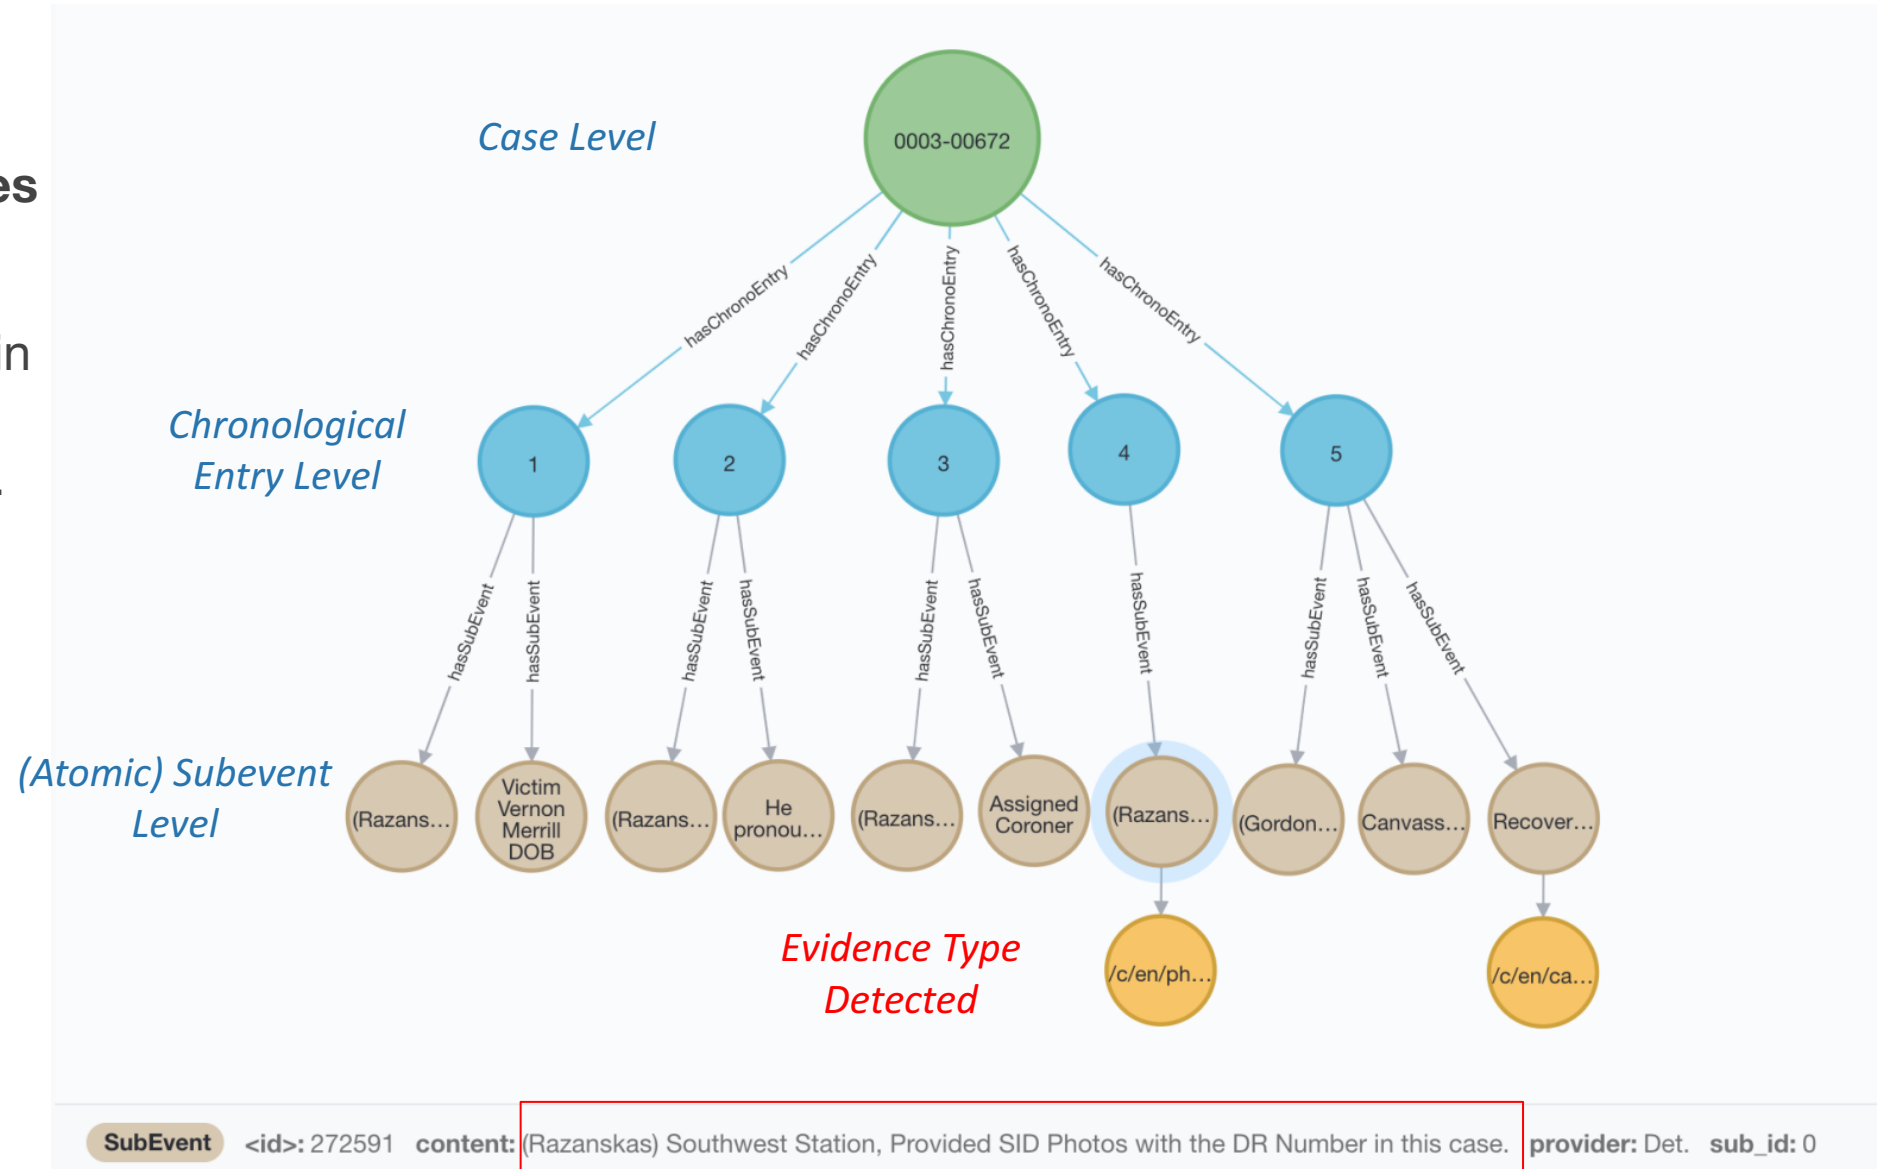 es
in
Case Level
0003-00672
hasChronoEntry
hasChronoEntry
hasChronoEntry
hasChronoEntry
hasChronoEntry
Chronological
Entry Level
1
2
3
4
5
hasSubEvent
hasSubEvent
hasSubEvent
hasSubEvent
hasSubEvent
hasSubEvent
hasSubEvent
hasSubEvent
hasSubEvent
hasSubEvent
(Atomic) Subevent
Level
(Razans...
Victim
Vernon
Merrill
DOB
(Razans...
He
pronou...
(Razans...
Assigned
Coroner
(Razans...
(Gordon...
Canvass...
Recover...
Evidence Type
Detected
/c/en/ph...
/c/en/ca...
SubEvent <id>: 272591 content: (Razanskas) Southwest Station, Provided SID Photos with the DR Number in this case. provider: Det. sub_id: 0